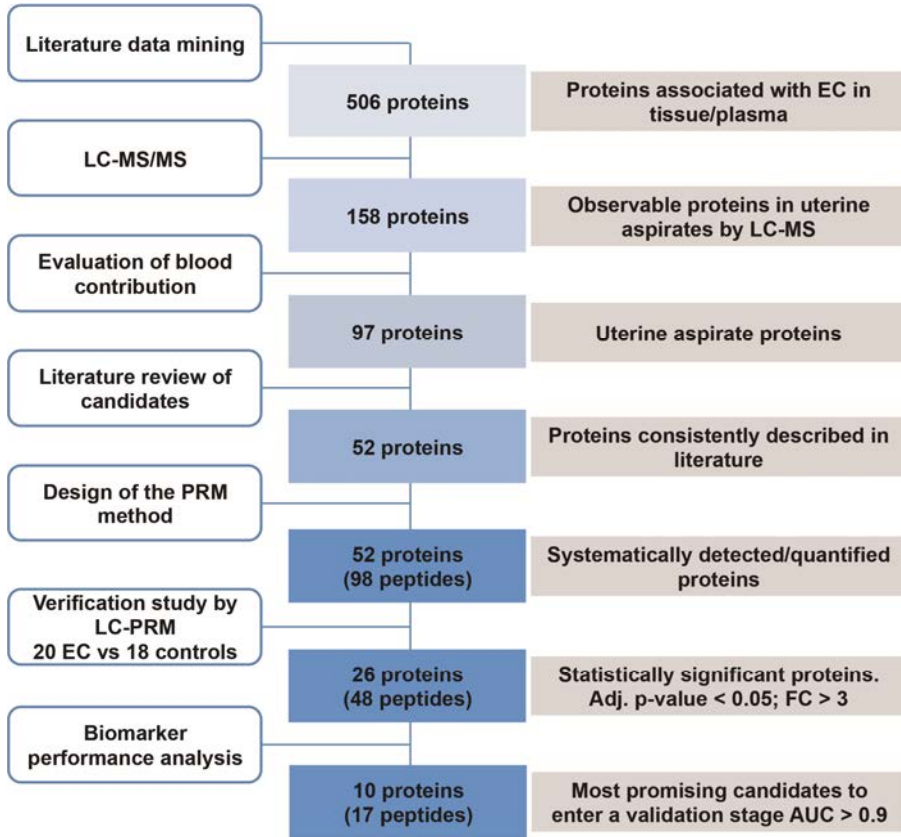 Literature data mining
506 proteins
Proteins associated with EC in
tissue/plasma
LC-MS/MS
158 proteins
Observable proteins in uterine
aspirates by LC-MS
Evaluation of blood
contribution
97 proteins
Uterine aspirate proteins
Literature review of
candidates
52 proteins
Proteins consistently described in
literature
Design of the PRM
method
52 proteins
(98 peptides)
Systematically detected/quantified
proteins
Verification study by
LC-PRM
20 EC vs 18 controls
26 proteins
(48 peptides)
Statistically significant proteins.
Adj. p-value < 0.05; FC > 3
Biomarker
performance analysis
10 proteins
(17 peptides)
Most promising candidates to
enter a validation stage AUC > 0.9